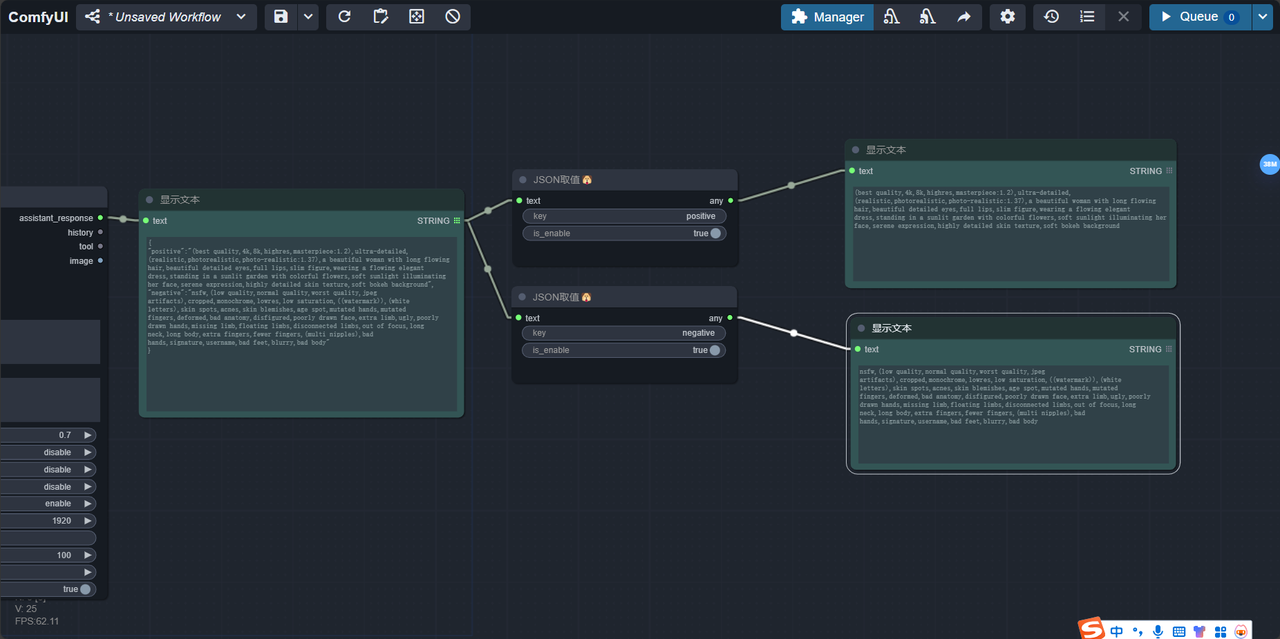 ComfyUI
* Unsaved Workflow
Manager
Queue 0
38M
assistant_response
history
tool
image
0.7
disable
disable
disable
enable
1920
100
true
V: 25
FPS:62.11
显示文本
text STRING
{
"positive":"(best quality,4k,8k,highres,masterpiece:1.2),ultra-detailed,
(realistic,photorealistic,photo-realistic:1.37),a beautiful woman with long flowing
hair,beautiful detailed eyes,full lips,slim figure,wearing a flowing elegant
dress,standing in a sunlit garden with colorful flowers,soft sunlight illuminating
her face,serene expression,highly detailed skin texture,soft bokeh background",
"negative":"nsfw,(low quality,normal quality,worst quality,jpeg
artifacts),cropped,monochrome,lowres,low saturation,((watermark)),(white
letters),skin spots,acnes,skin blemishes,age spot,mutated hands,mutated
fingers,deformed,bad anatomy,disfigured,poorly drawn face,extra limb,ugly,poorly
drawn hands,missing limb,floating limbs,disconnected limbs,out of focus,long
neck,long body,extra fingers,fewer fingers,(multi nipples),bad
hands,signature,username,bad feet,blurry,bad body"
}
JSON取值
text any
key positive
is_enable true
JSON取值
text any
key negative
is_enable true
显示文本
text STRING
(best quality,4k,8k,highres,masterpiece:1.2),ultra-detailed,
(realistic,photorealistic,photo-realistic:1.37),a beautiful woman with long flowing
hair,beautiful detailed eyes,full lips,slim figure,wearing a flowing elegant
dress,standing in a sunlit garden with colorful flowers,soft sunlight illuminating her
face,serene expression,highly detailed skin texture,soft bokeh background
显示文本
text STRING
nsfw,(low quality,normal quality,worst quality,jpeg
artifacts),cropped,monochrome,lowres,low saturation,((watermark)),(white
letters),skin spots,acnes,skin blemishes,age spot,mutated hands,mutated
fingers,deformed,bad anatomy,disfigured,poorly drawn face,extra limb,ugly,poorly
drawn hands,missing limb,floating limbs,disconnected limbs,out of focus,long
neck,long body,extra fingers,fewer fingers,(multi nipples),bad
hands,signature,username,bad feet,blurry,bad body
S 中